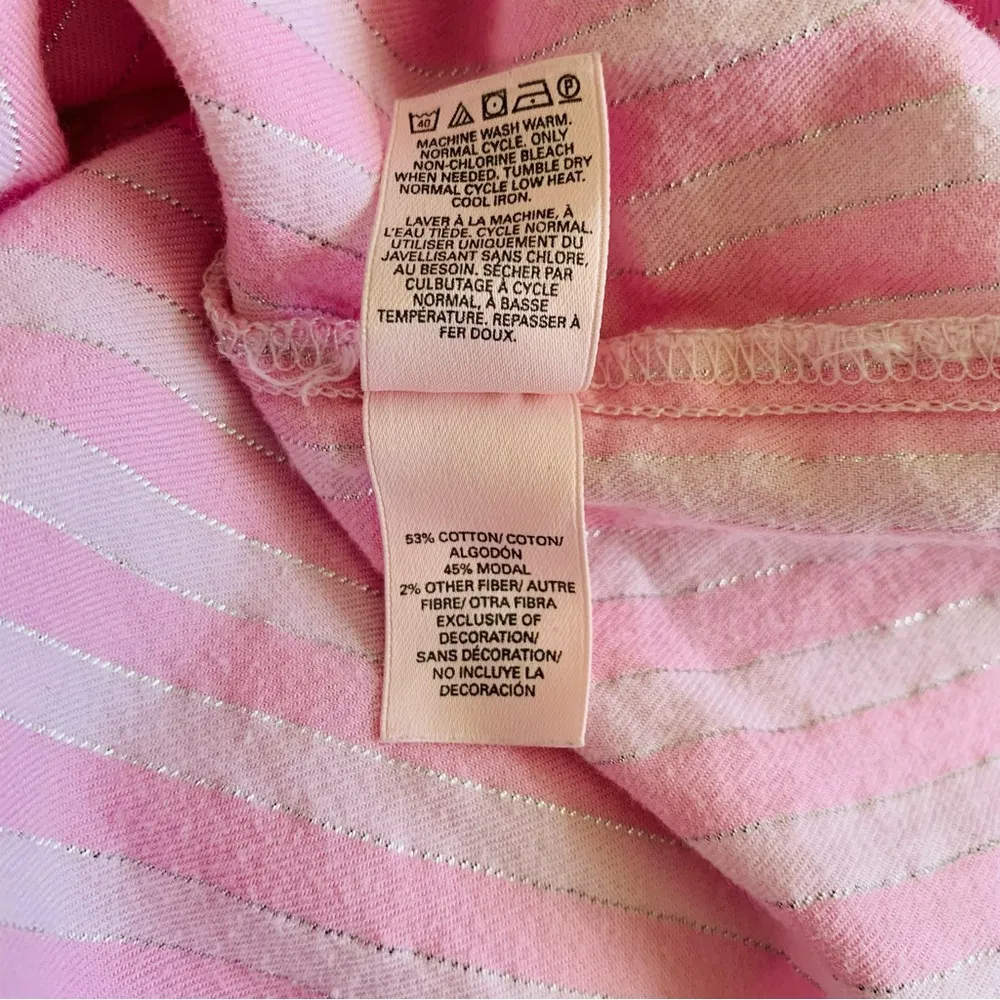 40 P
MACHINE WASH WARM.
NORMAL CYCLE. ONLY
NON-CHLORINE BLEACH
WHEN NEEDED. TUMBLE DRY
NORMAL CYCLE LOW HEAT.
COOL IRON.
LAVER À LA MACHINE, À
L'EAU TIÈDE. CYCLE NORMAL.
UTILISER UNIQUEMENT DU
JAVELLISANT SANS CHLORE,
AU BESOIN. SÉCHER PAR
CULBUTAGE À CYCLE
NORMAL, À BASSE
TEMPÉRATURE. REPASSER À
FER DOUX.
53% COTTON/ COTON/
ALGODÓN
45% MODAL
2% OTHER FIBER/ AUTRE
FIBRE/ OTRA FIBRA
EXCLUSIVE OF
DECORATION/
SANS DÉCORATION/
NO INCLUYE LA
DECORACIÓN